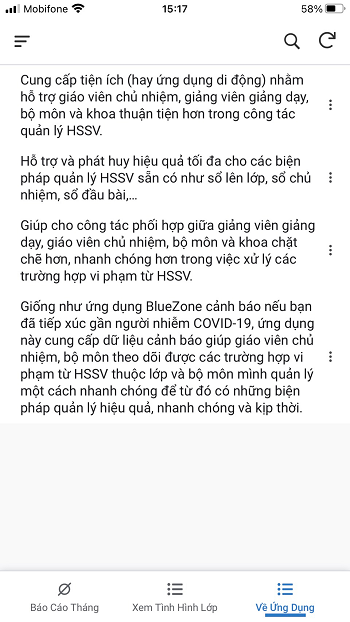 Mobifone 15:17 58%
Cung cấp tiện ích (hay ứng dụng di động) nhằm
hỗ trợ giáo viên chủ nhiệm, giảng viên giảng dạy,
bộ môn và khoa thuận tiện hơn trong công tác
quản lý HSSV.
Hỗ trợ và phát huy hiệu quả tối đa cho các biện
pháp quản lý HSSV sẵn có như sổ lên lớp, sổ chủ
nhiệm, sổ đầu bài,...
Giúp cho công tác phối hợp giữa giảng viên giảng
dạy, giáo viên chủ nhiệm, bộ môn và khoa chặt
chẽ hơn, nhanh chóng hơn trong việc xử lý các
trường hợp vi phạm từ HSSV.
Giống như ứng dụng BlueZone cảnh báo nếu bạn
đã tiếp xúc gần người nhiễm COVID-19, ứng dụng
này cung cấp dữ liệu cảnh báo giúp giáo viên chủ
nhiệm, bộ môn theo dõi được các trường hợp vi
phạm từ HSSV thuộc lớp và bộ môn mình quản lý
một cách nhanh chóng để từ đó có những biện
pháp quản lý hiệu quả, nhanh chóng và kịp thời.
Báo Cáo Tháng Xem Tình Hình Lớp Về Ứng Dụng